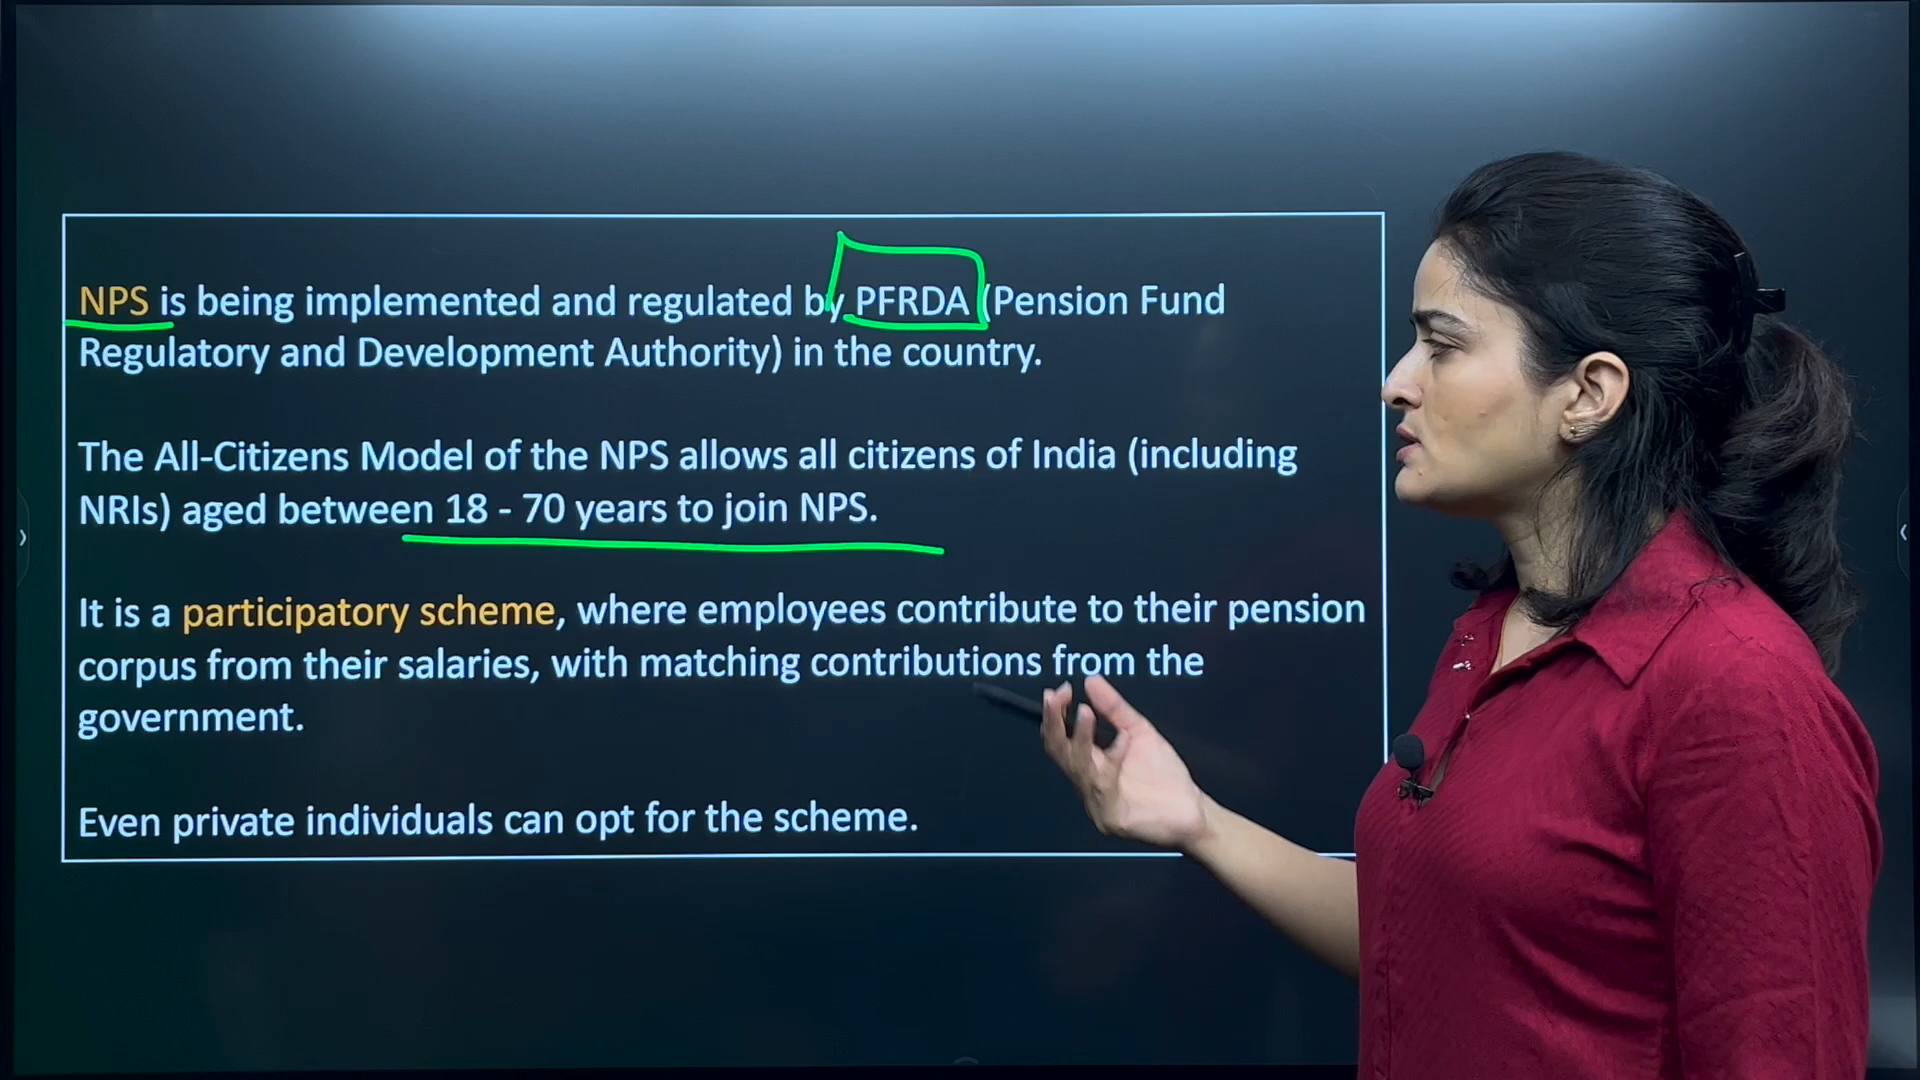 NPS is being implemented and regulated by PFRDA (Pension Fund
Regulatory and Development Authority) in the country.
The All-Citizens Model of the NPS allows all citizens of India (including
NRIs) aged between 18 - 70 years to join NPS.
It is a participatory scheme, where employees contribute to their pension
corpus from their salaries, with matching contributions from the
government.
Even private individuals can opt for the scheme.